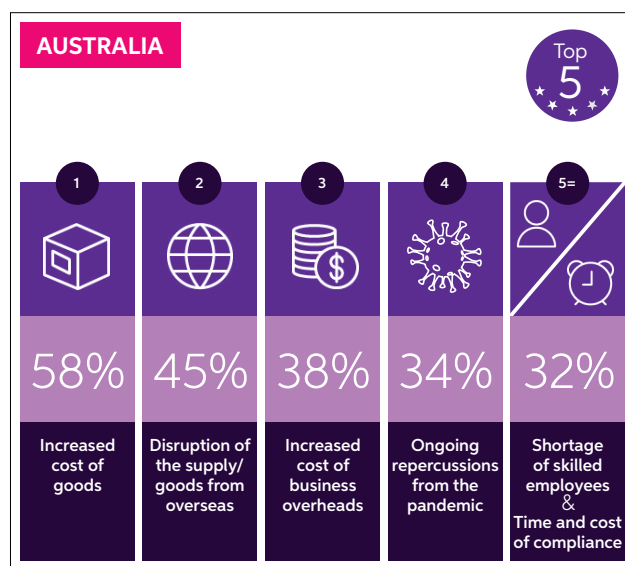 AUSTRALIA
Top
5
1
2
3
4
5=
$
58%
45%
38%
34%
32%
Increased
cost of
goods
Disruption of
the supply/
goods from
overseas
Increased
cost of
business
overheads
Ongoing
repercussions
from the
pandemic
Shortage
of skilled
employees
&
Time and cost
of compliance